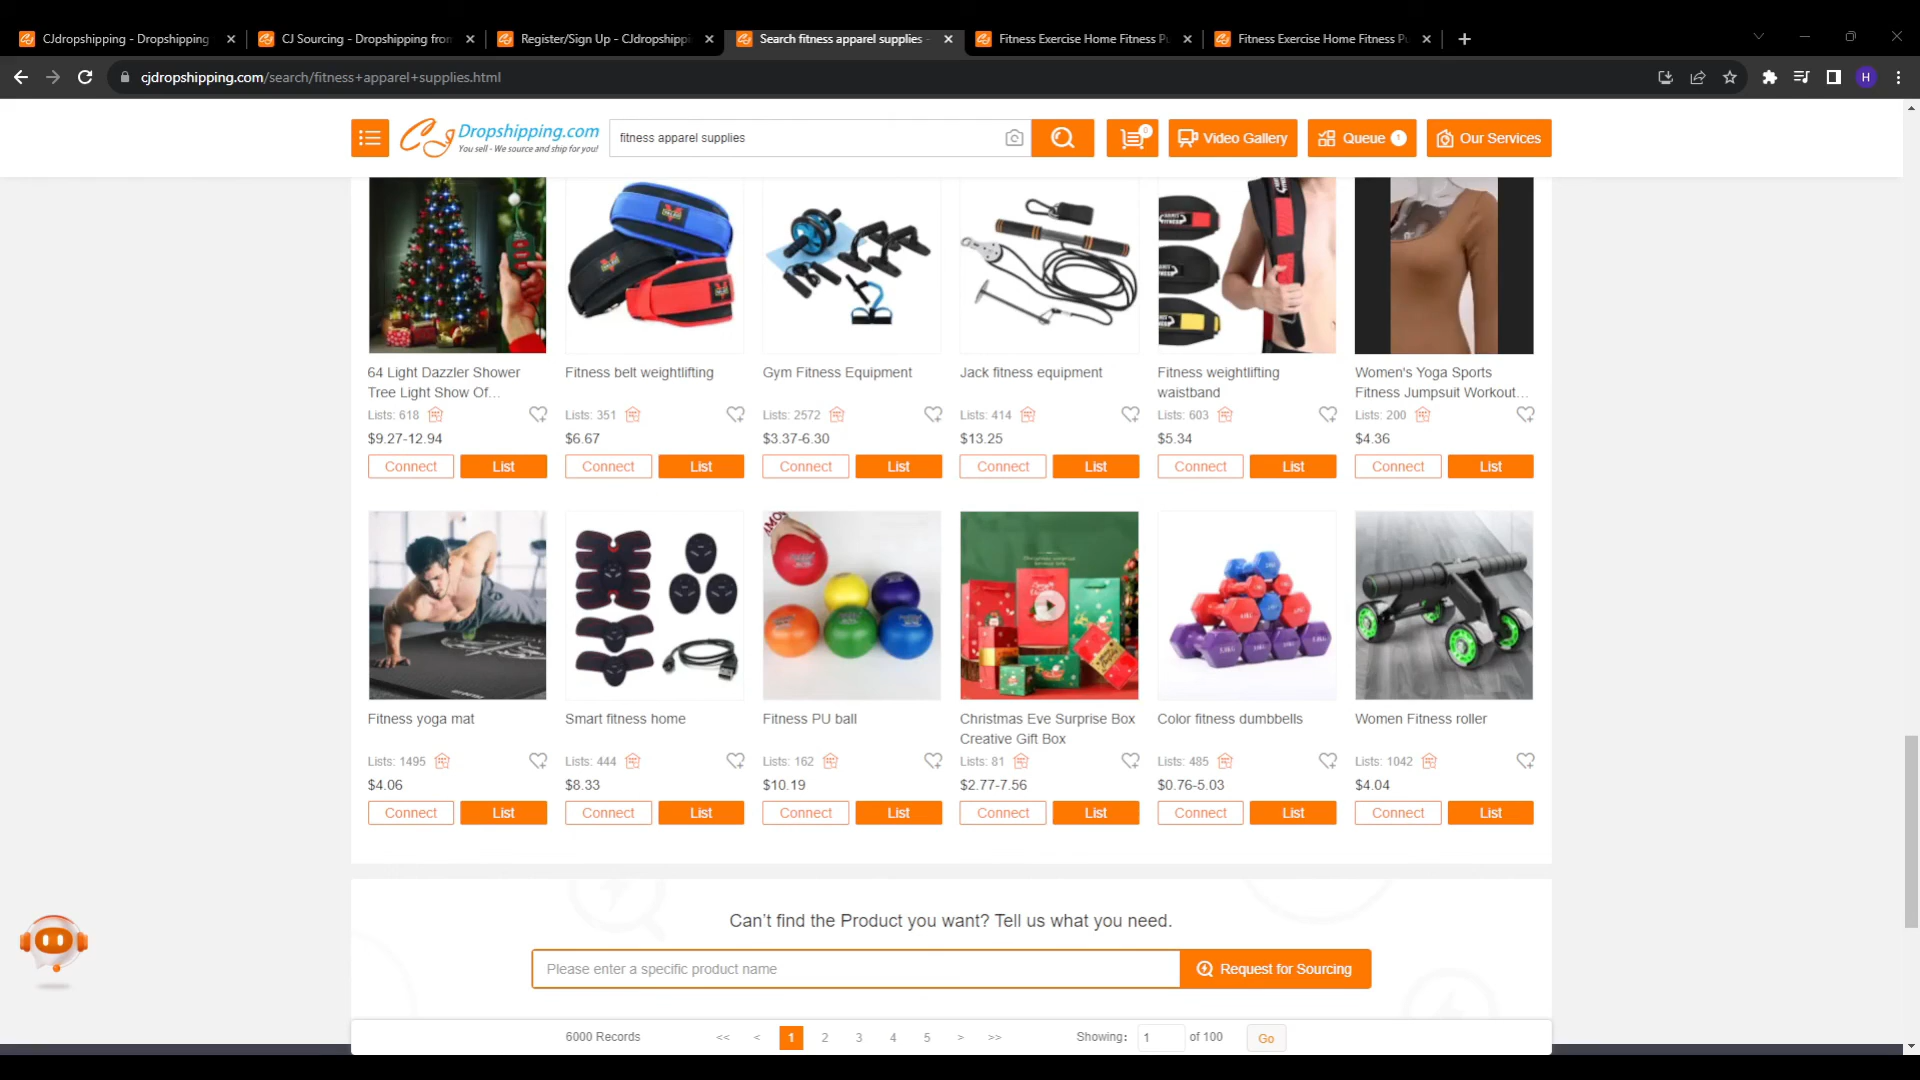 CJdropshipping - Dropshipping
CJ Sourcing - Dropshipping from
Register/Sign Up - CJdropshippi
Search fitness apparel supplies -
Fitness Exercise Home Fitness Pu
Fitness Exercise Home Fitness Pu
cjdropshipping.com/search/fitness+apparel+supplies.html
H
Dropshipping.com
You sell - We source and ship for you!
fitness apparel supplies
0
Video Gallery
Queue
Our Services
64 Light Dazzler Shower
Tree Light Show Of...
Lists: 618
$9.27-12.94
Connect
List
Fitness belt weightlifting
Lists: 351
$6.67
Connect
List
Gym Fitness Equipment
Lists: 2572
$3.37-6.30
Connect
List
Jack fitness equipment
Lists: 414
$13.25
Connect
List
Fitness weightlifting
waistband
Lists: 603
$5.34
Connect
List
Women's Yoga Sports
Fitness Jumpsuit Workout...
Lists: 200
$4.36
Connect
List
Fitness yoga mat
Lists: 1495
$4.06
Connect
List
Smart fitness home
Lists: 444
$8.33
Connect
List
Fitness PU ball
Lists: 162
$10.19
Connect
List
Christmas Eve Surprise Box
Creative Gift Box
Lists: 81
$2.77-7.56
Connect
List
Color fitness dumbbells
Lists: 485
$0.76-5.03
Connect
List
Women Fitness roller
Lists: 1042
$4.04
Connect
List
Can't find the Product you want? Tell us what you need.
Please enter a specific product name
Request for Sourcing
6000 Records
<< < 1 2 3 4 5 > >>
Showing: 1 of 100 Go